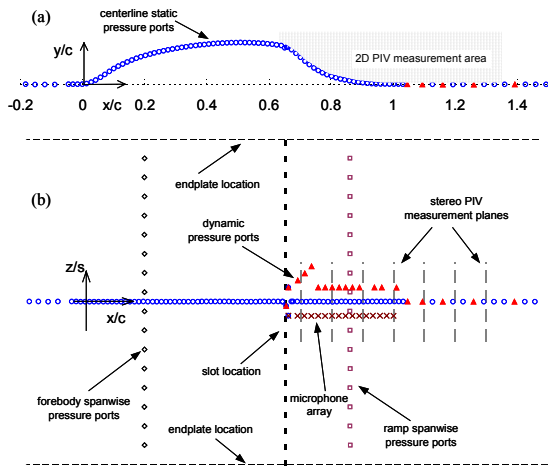 (a)
centerline static
pressure ports
y/c
2D PIV measurement area
x/c
-0.2 0 0.2 0.4 0.6 0.8 1.0 1.2 1.4
endplate location
(b)
stereo PIV
measurement planes
dynamic
pressure ports
z/s
x/c
forebody spanwise
pressure ports
slot location
microphone
array
ramp spanwise
pressure ports
endplate location